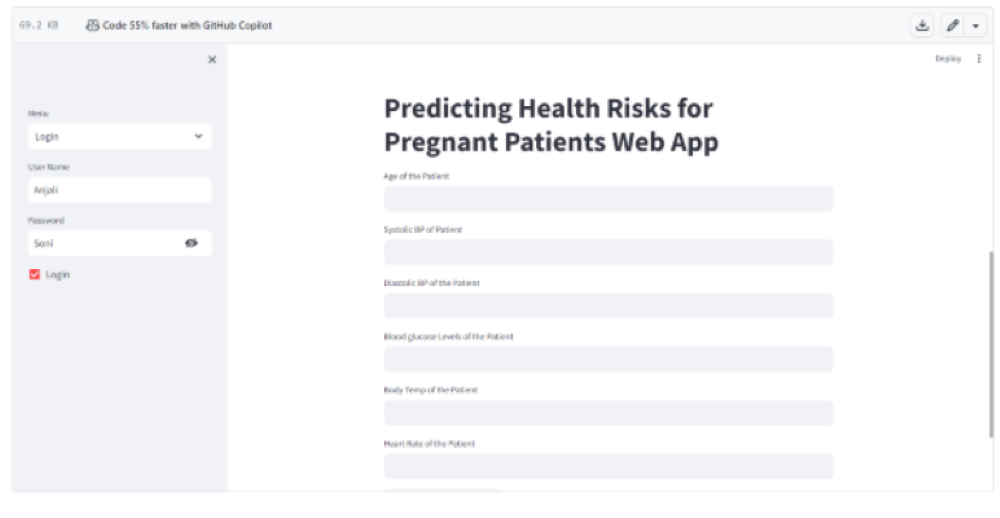 69.2 KB
Code 55% faster with GitHub Copilot
Deploy
Menu
Login
User Name
Anjali
Password
Soni
Login
Predicting Health Risks for
Pregnant Patients Web App
Age of the Patient
Systolic BP of Patient
Diastolic BP of the Patient
Blood glucose Levels of the Patient
Body Temp of the Patient
Heart Rate of the Patient